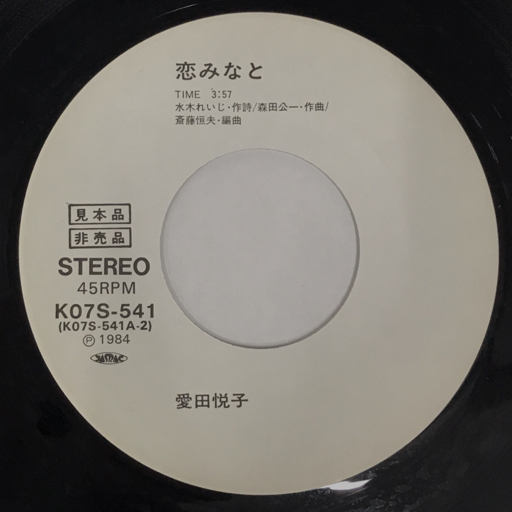 恋みなと
TIME 3:57
水木れいじ・作詩/森田公一・作曲/
斎藤恒夫・編曲
見本品
非売品
STEREO
45RPM
K07S-541
(K07S-541A-2)
Ⓟ 1984
JASRAC
愛田悦子